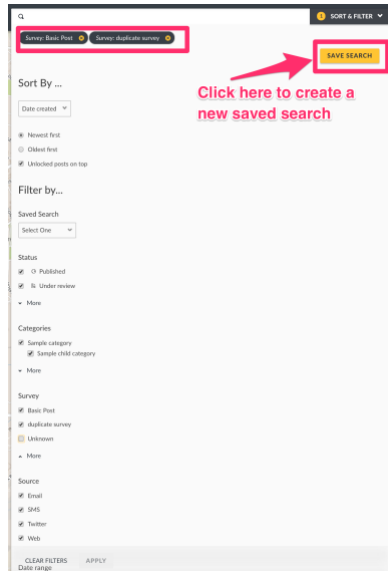 1 SORT & FILTER
Survey: Basic Post Survey: duplicate survey
SAVE SEARCH
Click here to create a
new saved search
Sort By ...
Date created
Newest first
Oldest first
Unlocked posts on top
Filter by...
Saved Search
Select One
Status
Published
Under review
More
Categories
Sample category
Sample child category
More
Survey
Basic Post
duplicate survey
Unknown
More
Source
Email
SMS
Twitter
Web
CLEAR FILTERS APPLY
Date range